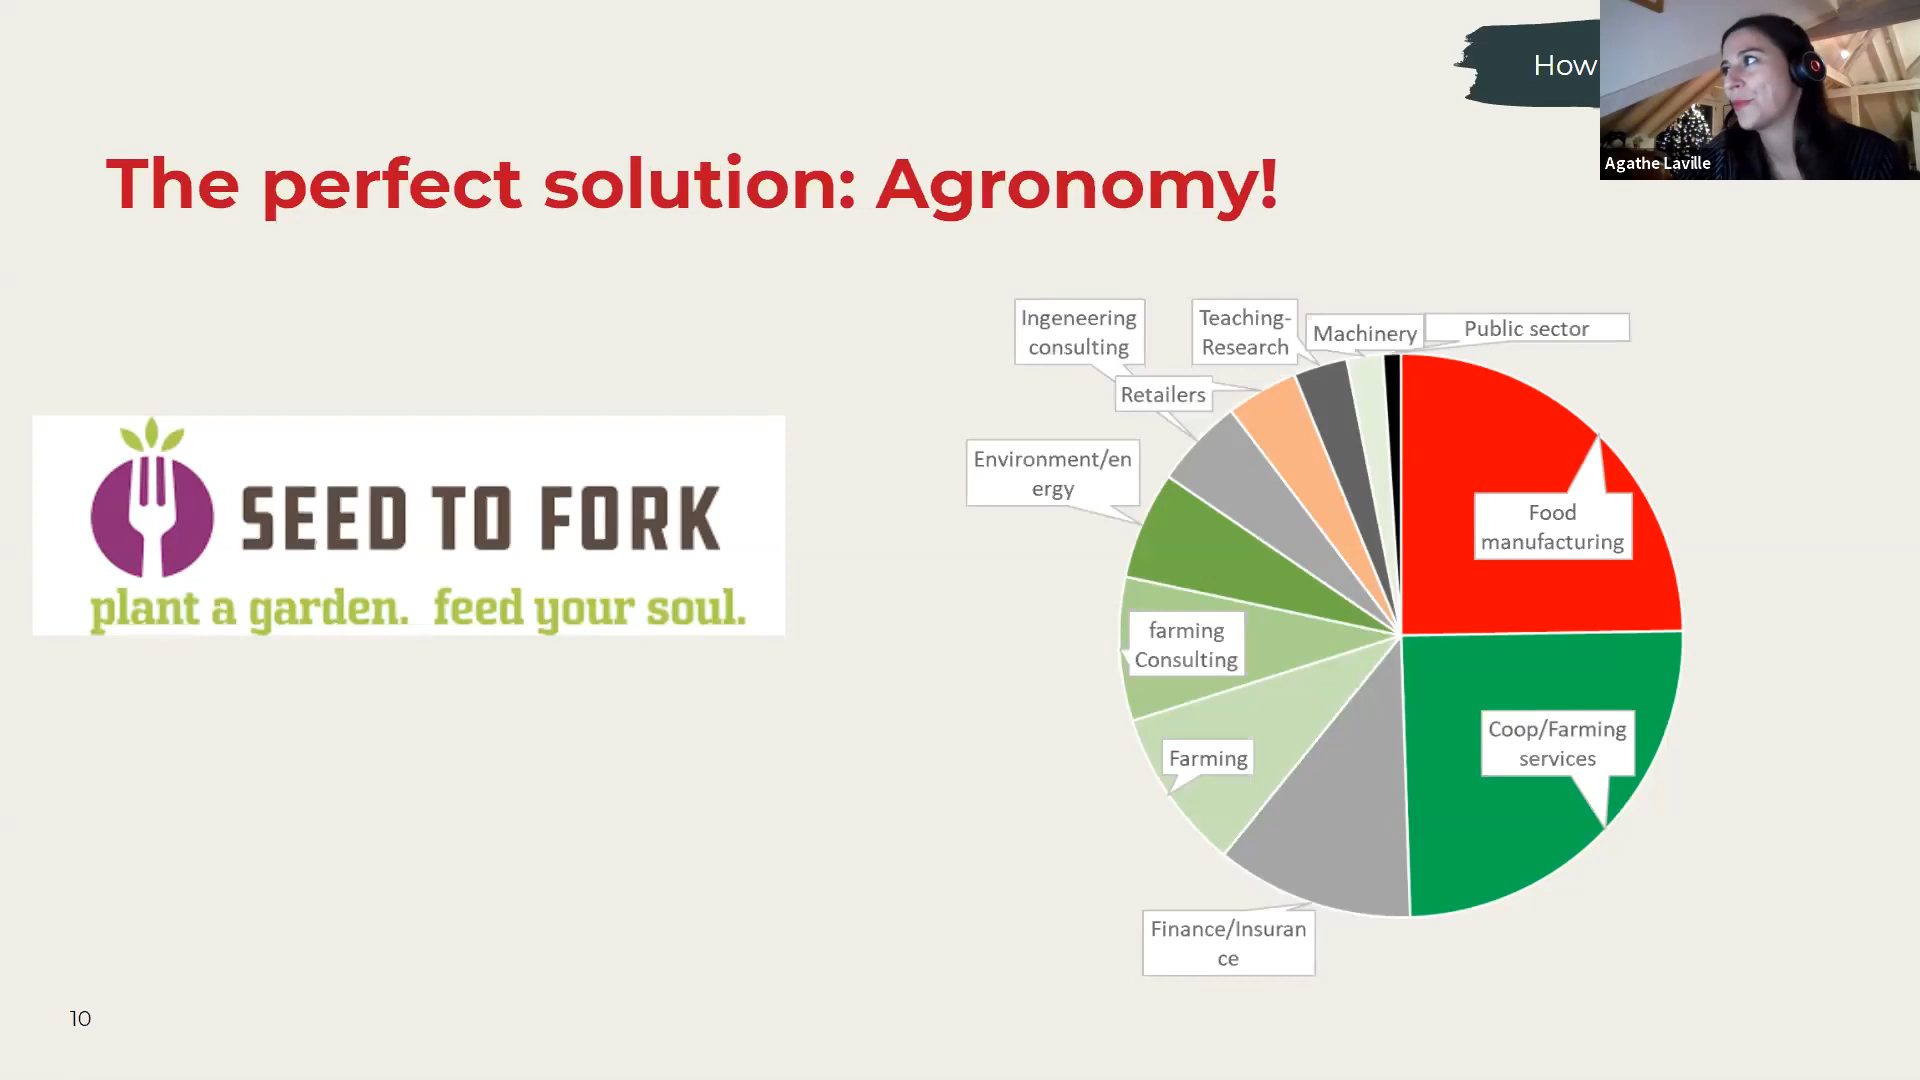 How
Agathe Laville
The perfect solution: Agronomy!
Ingeneering
consulting
Teaching-
Research
Machinery
Public sector
Retailers
Environment/en
ergy
Food
manufacturing
SEED TO FORK
plant a garden. feed your soul.
farming
Consulting
Coop/Farming
services
Farming
Finance/Insuran
ce
10